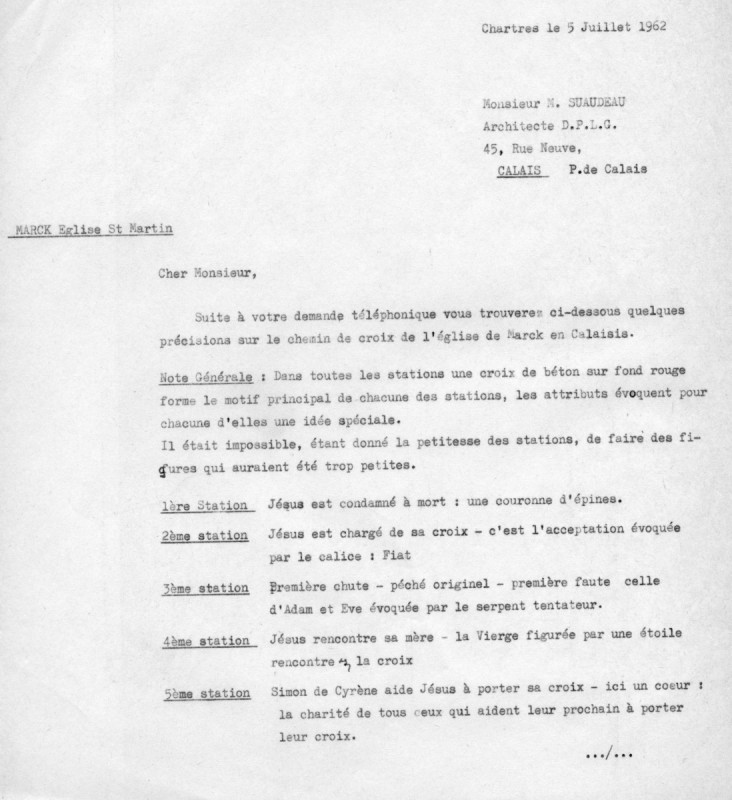 Chartres le 5 Juillet 1962
Monsieur M. SUAUDEAU
Architecte D.P.L.G.
45, Rue Neuve,
CALAIS P.de Calais
MARCK Eglise St Martin
Cher Monsieur,
Suite à votre demande téléphonique vous trouverez ci-dessous quelques
précisions sur le chemin de croix de l'église de Marck en Calaisis.
Note Générale : Dans toutes les stations une croix de béton sur fond rouge
forme le motif principal de chacune des stations, les attributs évoquent pour
chacune d'elles une idée spéciale.
Il était impossible, étant donné la petitesse des stations, de faire des fi-
gures qui auraient été trop petites.
1ère Station Jésus est condamné à mort : une couronne d'épines.
2ème station Jésus est chargé de sa croix - c'est l'acceptation évoquée
par le calice : Fiat
3ème station Première chute - péché originel - première faute celle
d'Adam et Eve évoquée par le serpent tentateur.
4ème station Jésus rencontre sa mère - la Vierge figurée par une étoile
rencontre la croix
5ème station Simon de Cyrène aide Jésus à porter sa croix - ici un coeur :
la charité de tous ceux qui aident leur prochain à porter
leur croix.
.../...